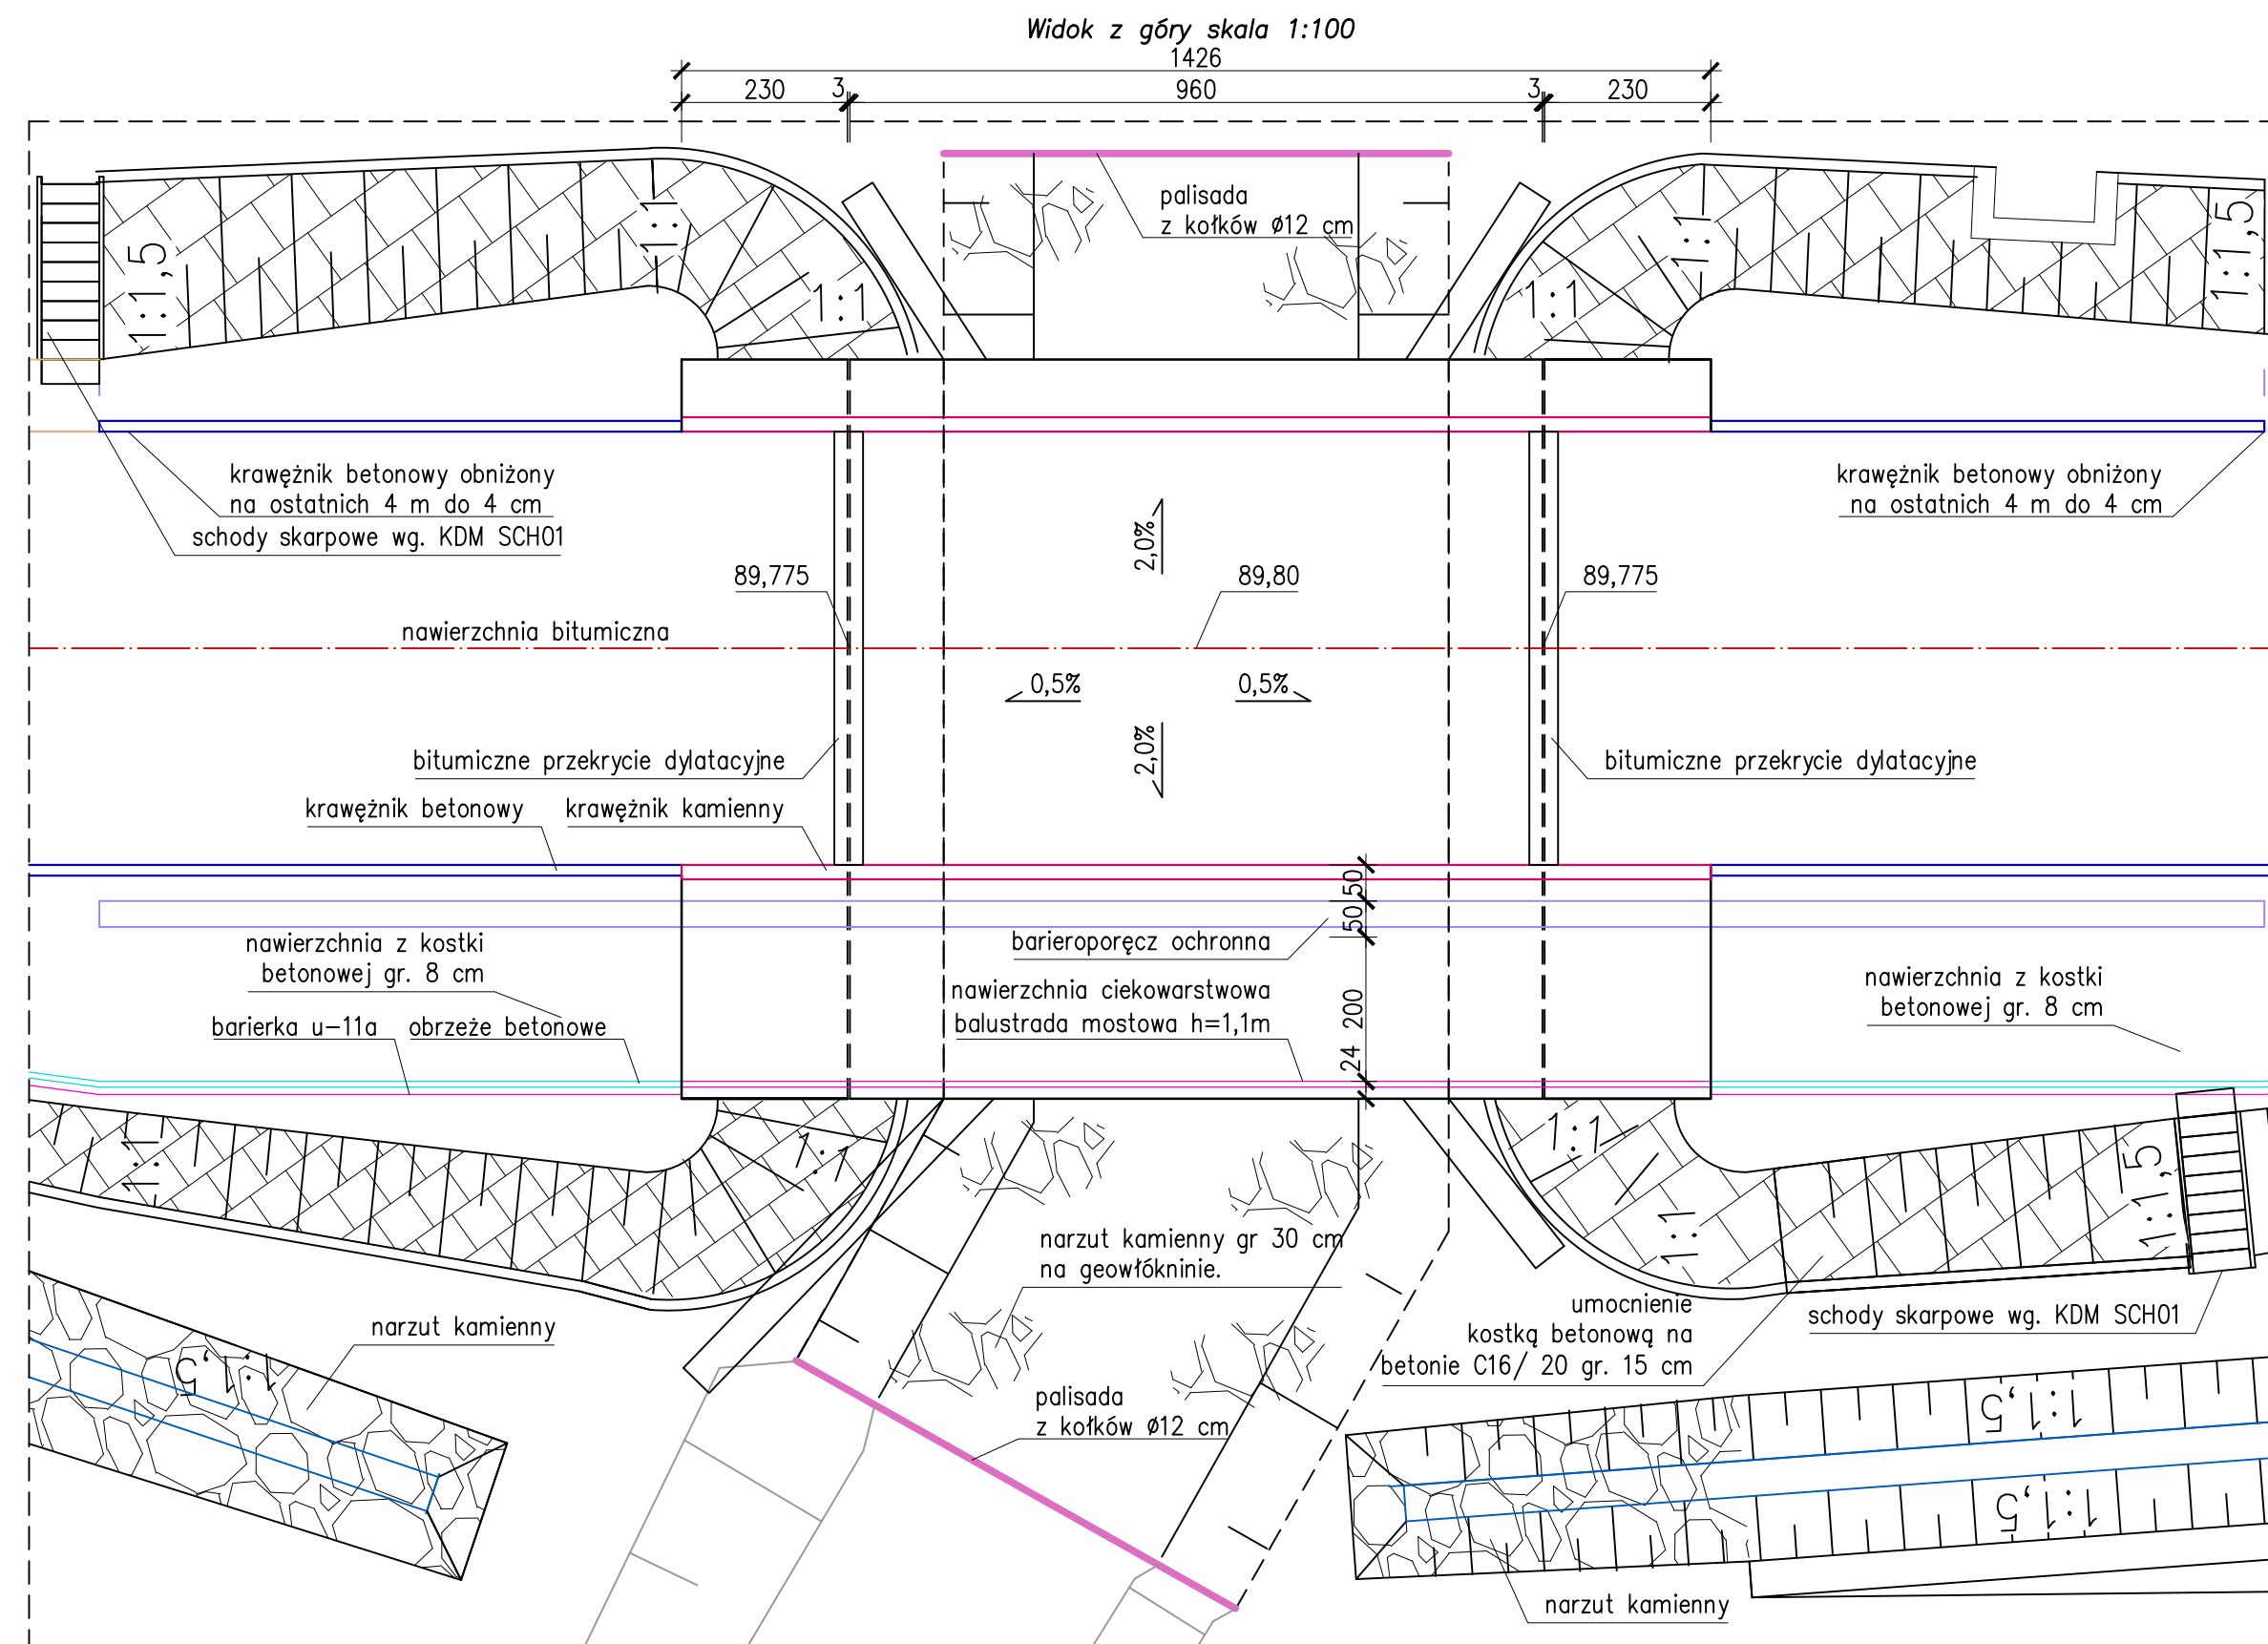 Widok z góry skala 1:100
1426
230
3
960
3
230
palisada
z kołków Ø12 cm
1:1,5
1:1
1:1
1:1
1:1
1:1,5
krawężnik betonowy obniżony
na ostatnich 4 m do 4 cm
schody skarpowe wg. KDM SCH01
krawężnik betonowy obniżony
na ostatnich 4 m do 4 cm
2,0%
89,775
89,80
89,775
nawierzchnia bitumiczna
0,5%
0,5%
2,0%
bitumiczne przekrycie dylatacyjne
bitumiczne przekrycie dylatacyjne
krawężnik betonowy
krawężnik kamienny
50
50
200
24
nawierzchnia z kostki
betonowej gr. 8 cm
barieroporęcz ochronna
nawierzchnia ciekowarstwowa
balustrada mostowa h=1,1m
nawierzchnia z kostki
betonowej gr. 8 cm
barierka u-11a
obrzeże betonowe
1:1
1:1
1:1
1:1
1:1,5
narzut kamienny gr 30 cm
na geowłókninie.
umocnienie
kostką betonową na
betonie C16/ 20 gr. 15 cm
schody skarpowe wg. KDM SCH01
narzut kamienny
1:1,5
palisada
z kołków Ø12 cm
1:1,5
1:1,5
narzut kamienny